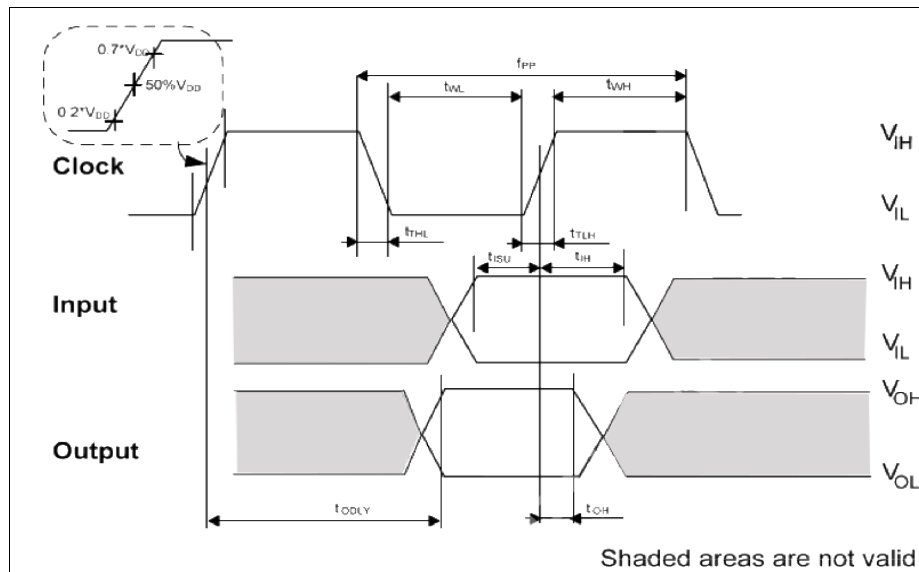 0.7*VDD
50%VDD
0.2*VDD
fPP
tWL
tWH
Clock
VIH
VIL
tTHL
tTLH
tISU
tIH
Input
VIH
VIL
Output
VOH
VOL
tODLY
tOH
Shaded areas are not valid